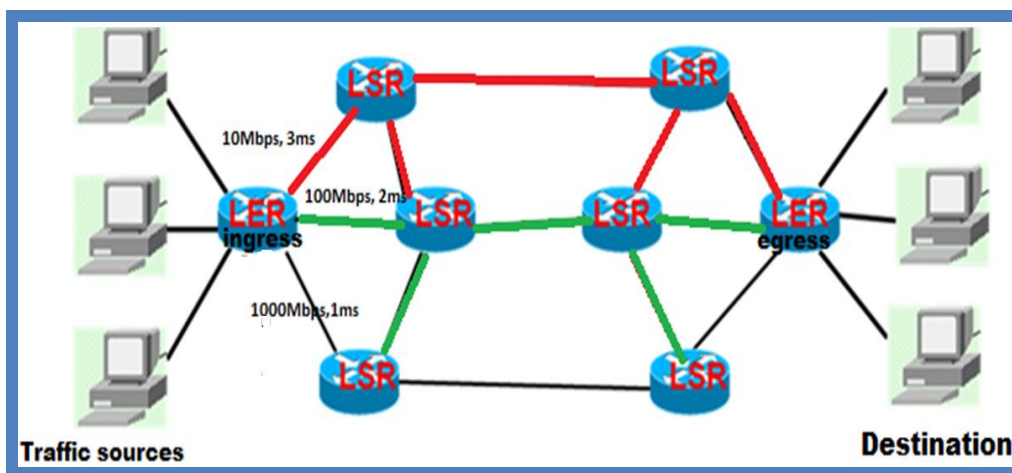 LSR
LSR
10Mbps, 3ms
100Mbps, 2ms
LER
ingress
LSR
LSR
LER
egress
1000Mbps,1ms
LSR
LSR
Traffic sources
Destination